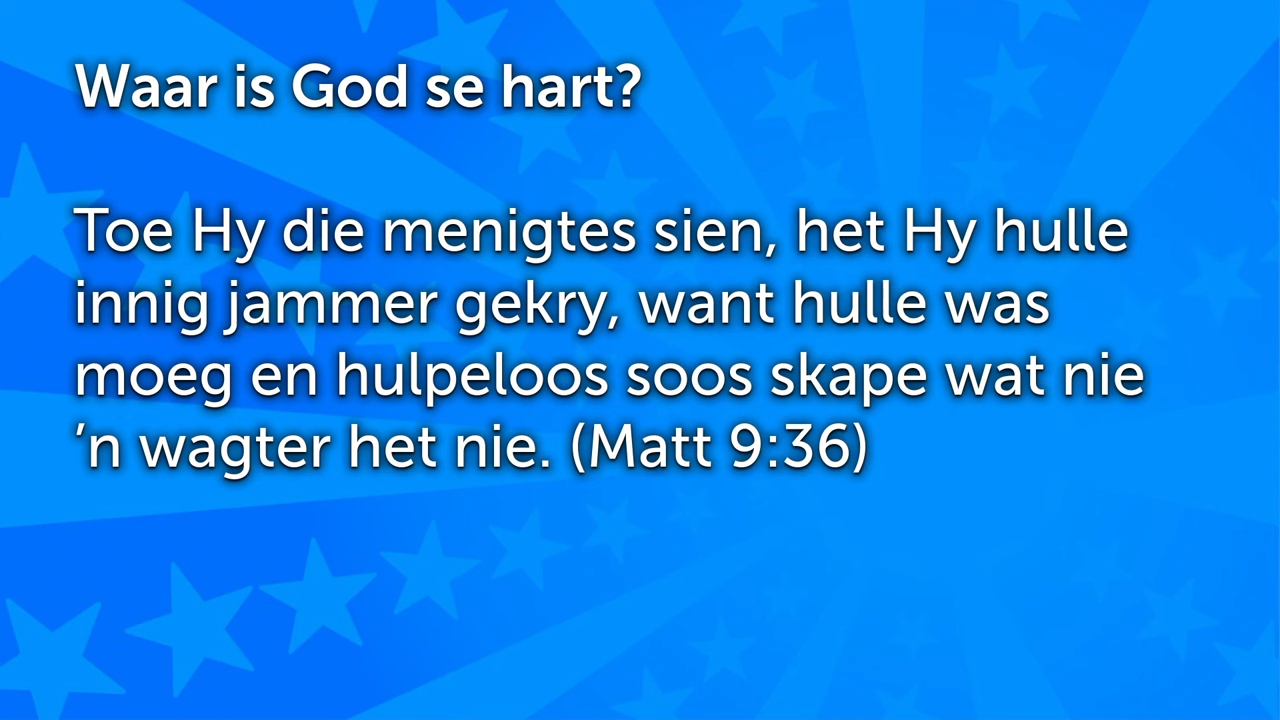 Waar is God se hart?
Toe Hy die menigtes sien, het Hy hulle
innig jammer gekry, want hulle was
moeg en hulpeloos soos skape wat nie
’n wagter het nie. (Matt 9:36)